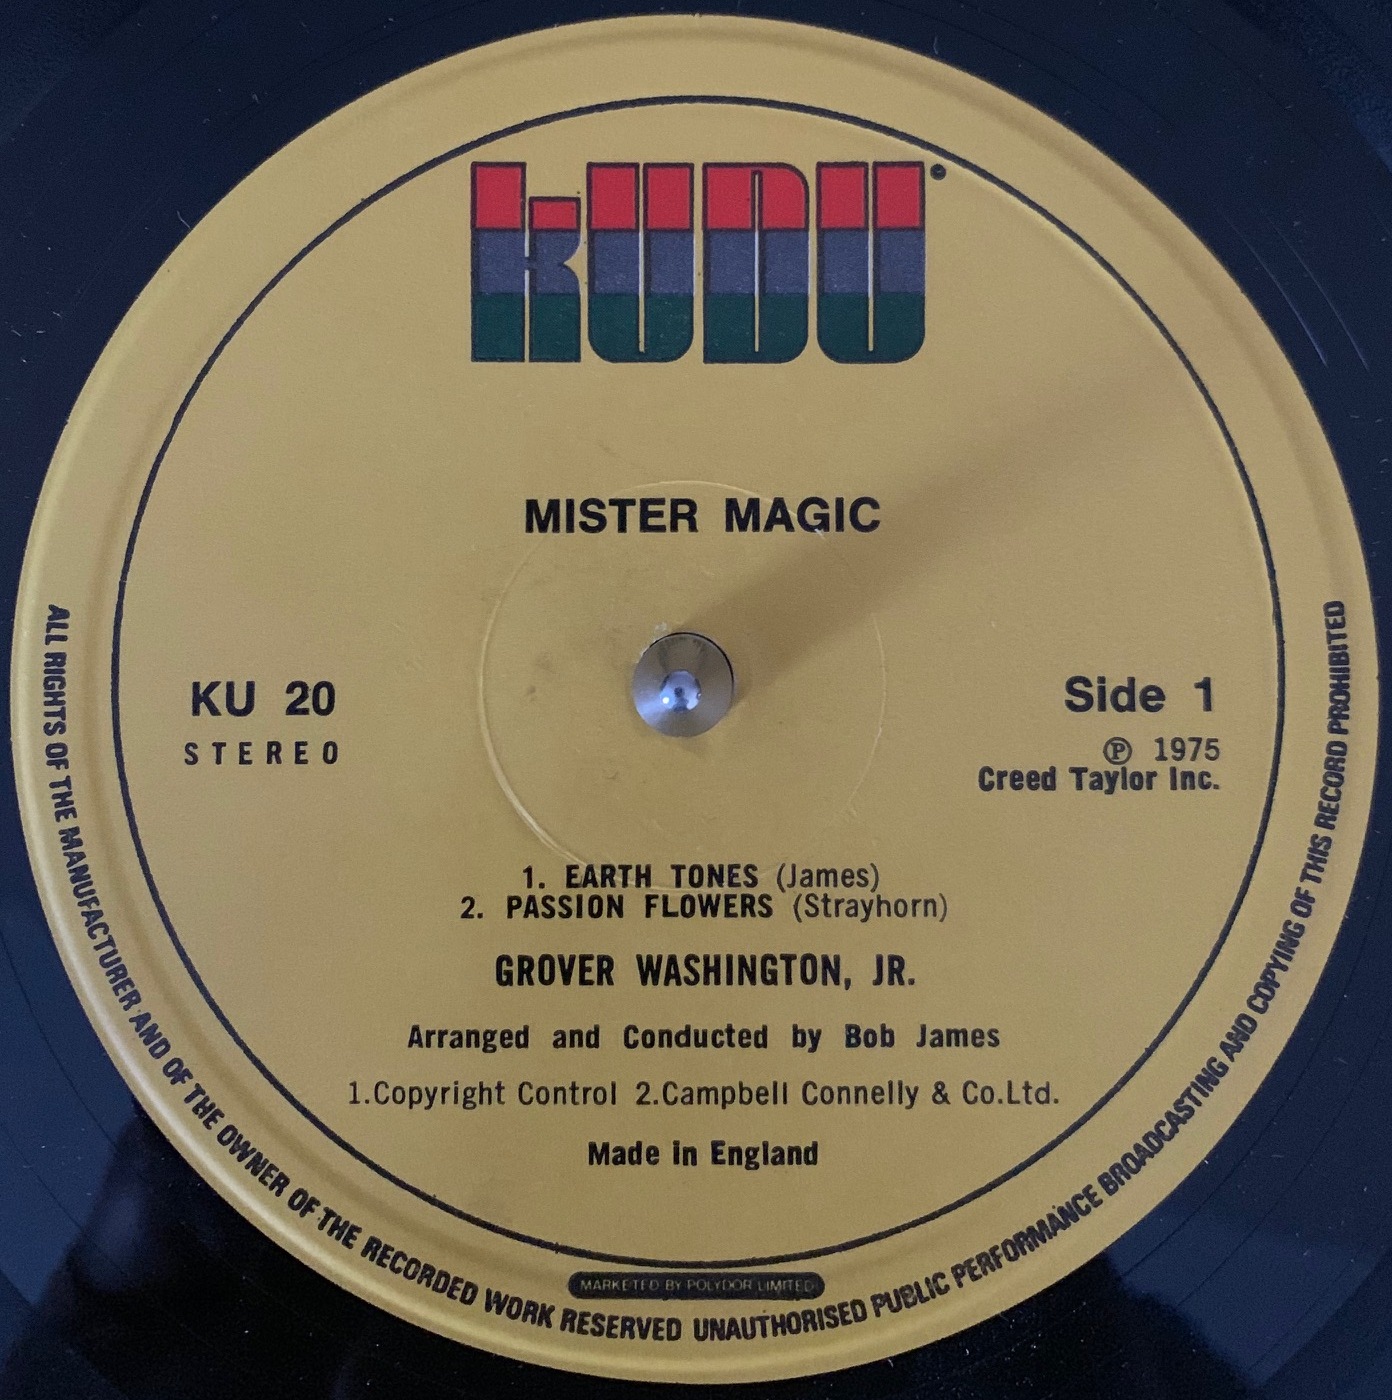 KUDU
MISTER MAGIC
KU 20
STEREO
Side 1
℗ 1975
Creed Taylor Inc.
1. EARTH TONES (James)
2. PASSION FLOWERS (Strayhorn)
GROVER WASHINGTON, JR.
Arranged and Conducted by Bob James
1.Copyright Control 2.Campbell Connelly & Co.Ltd.
Made in England
MARKETED BY POLYDOR LIMITED
ALL RIGHTS OF THE MANUFACTURER AND OF THE OWNER OF THE RECORDED WORK RESERVED UNAUTHORISED PUBLIC PERFORMANCE BROADCASTING AND COPYING OF THIS RECORD PROHIBITED